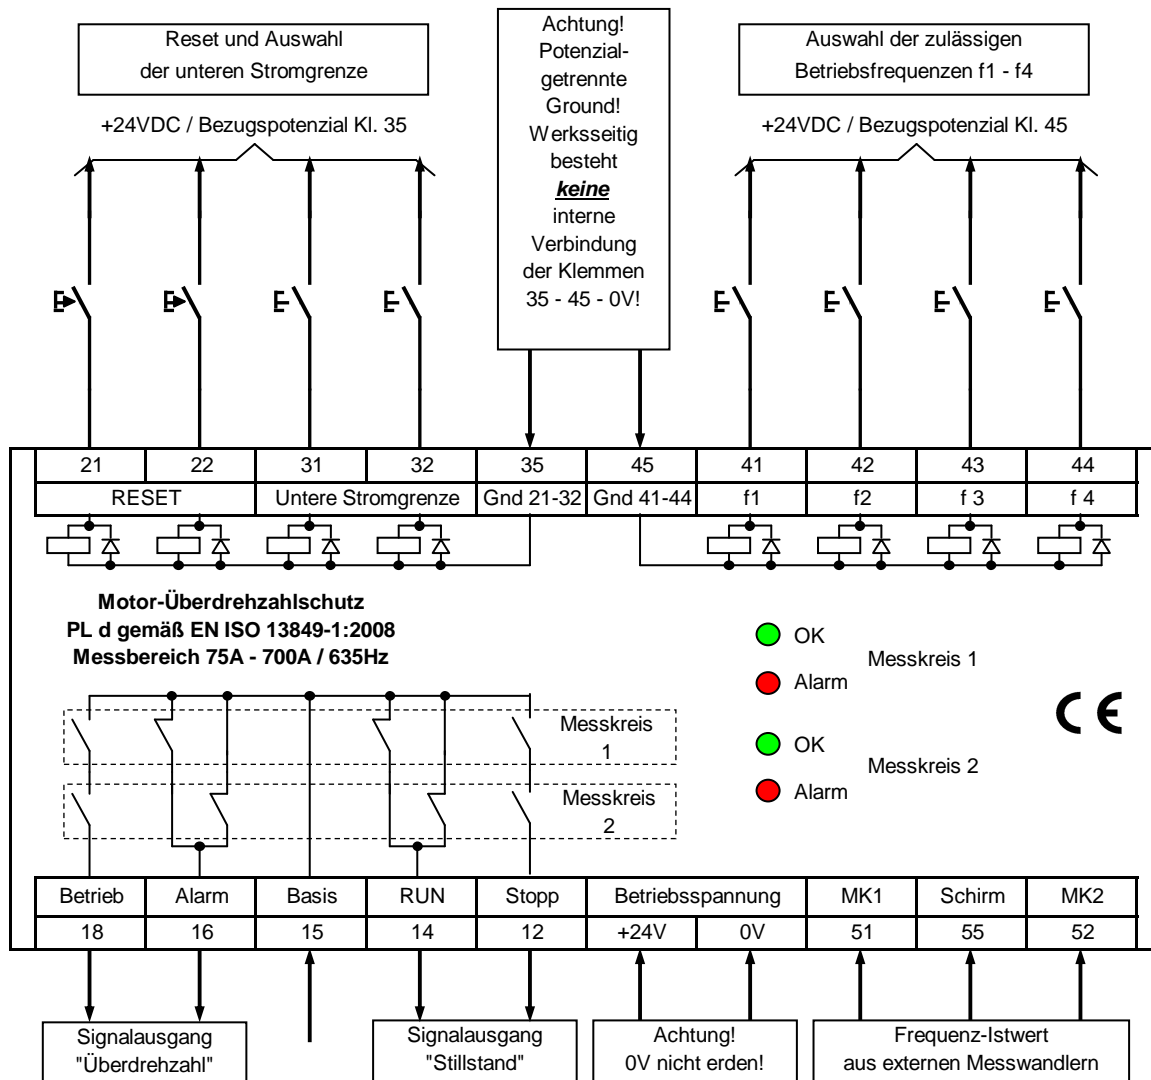 Reset und Auswahl
der unteren Stromgrenze
+24VDC / Bezugspotenzial Kl. 35
Achtung!
Potenzial-
getrennte
Ground!
Werksseitig
besteht
keine
interne
Verbindung
der Klemmen
35 - 45 - 0V!
Auswahl der zulässigen
Betriebsfrequenzen f1 - f4
+24VDC / Bezugspotenzial Kl. 45
21 22 31 32 35 45 41 42 43 44
RESET Untere Stromgrenze Gnd 21-32 Gnd 41-44 f1 f2 f 3 f 4
Motor-Überdrehzahlschutz
PL d gemäß EN ISO 13849-1:2008
Messbereich 75A - 700A / 635Hz
OK
Messkreis 1
Alarm
OK
Messkreis 2
Alarm
CE
Messkreis
1
Messkreis
2
Betrieb Alarm Basis RUN Stopp Betriebsspannung MK1 Schirm MK2
18 16 15 14 12 +24V 0V 51 55 52
Signalausgang
"Überdrehzahl"
Signalausgang
"Stillstand"
Achtung!
0V nicht erden!
Frequenz-Istwert
aus externen Messwandlern